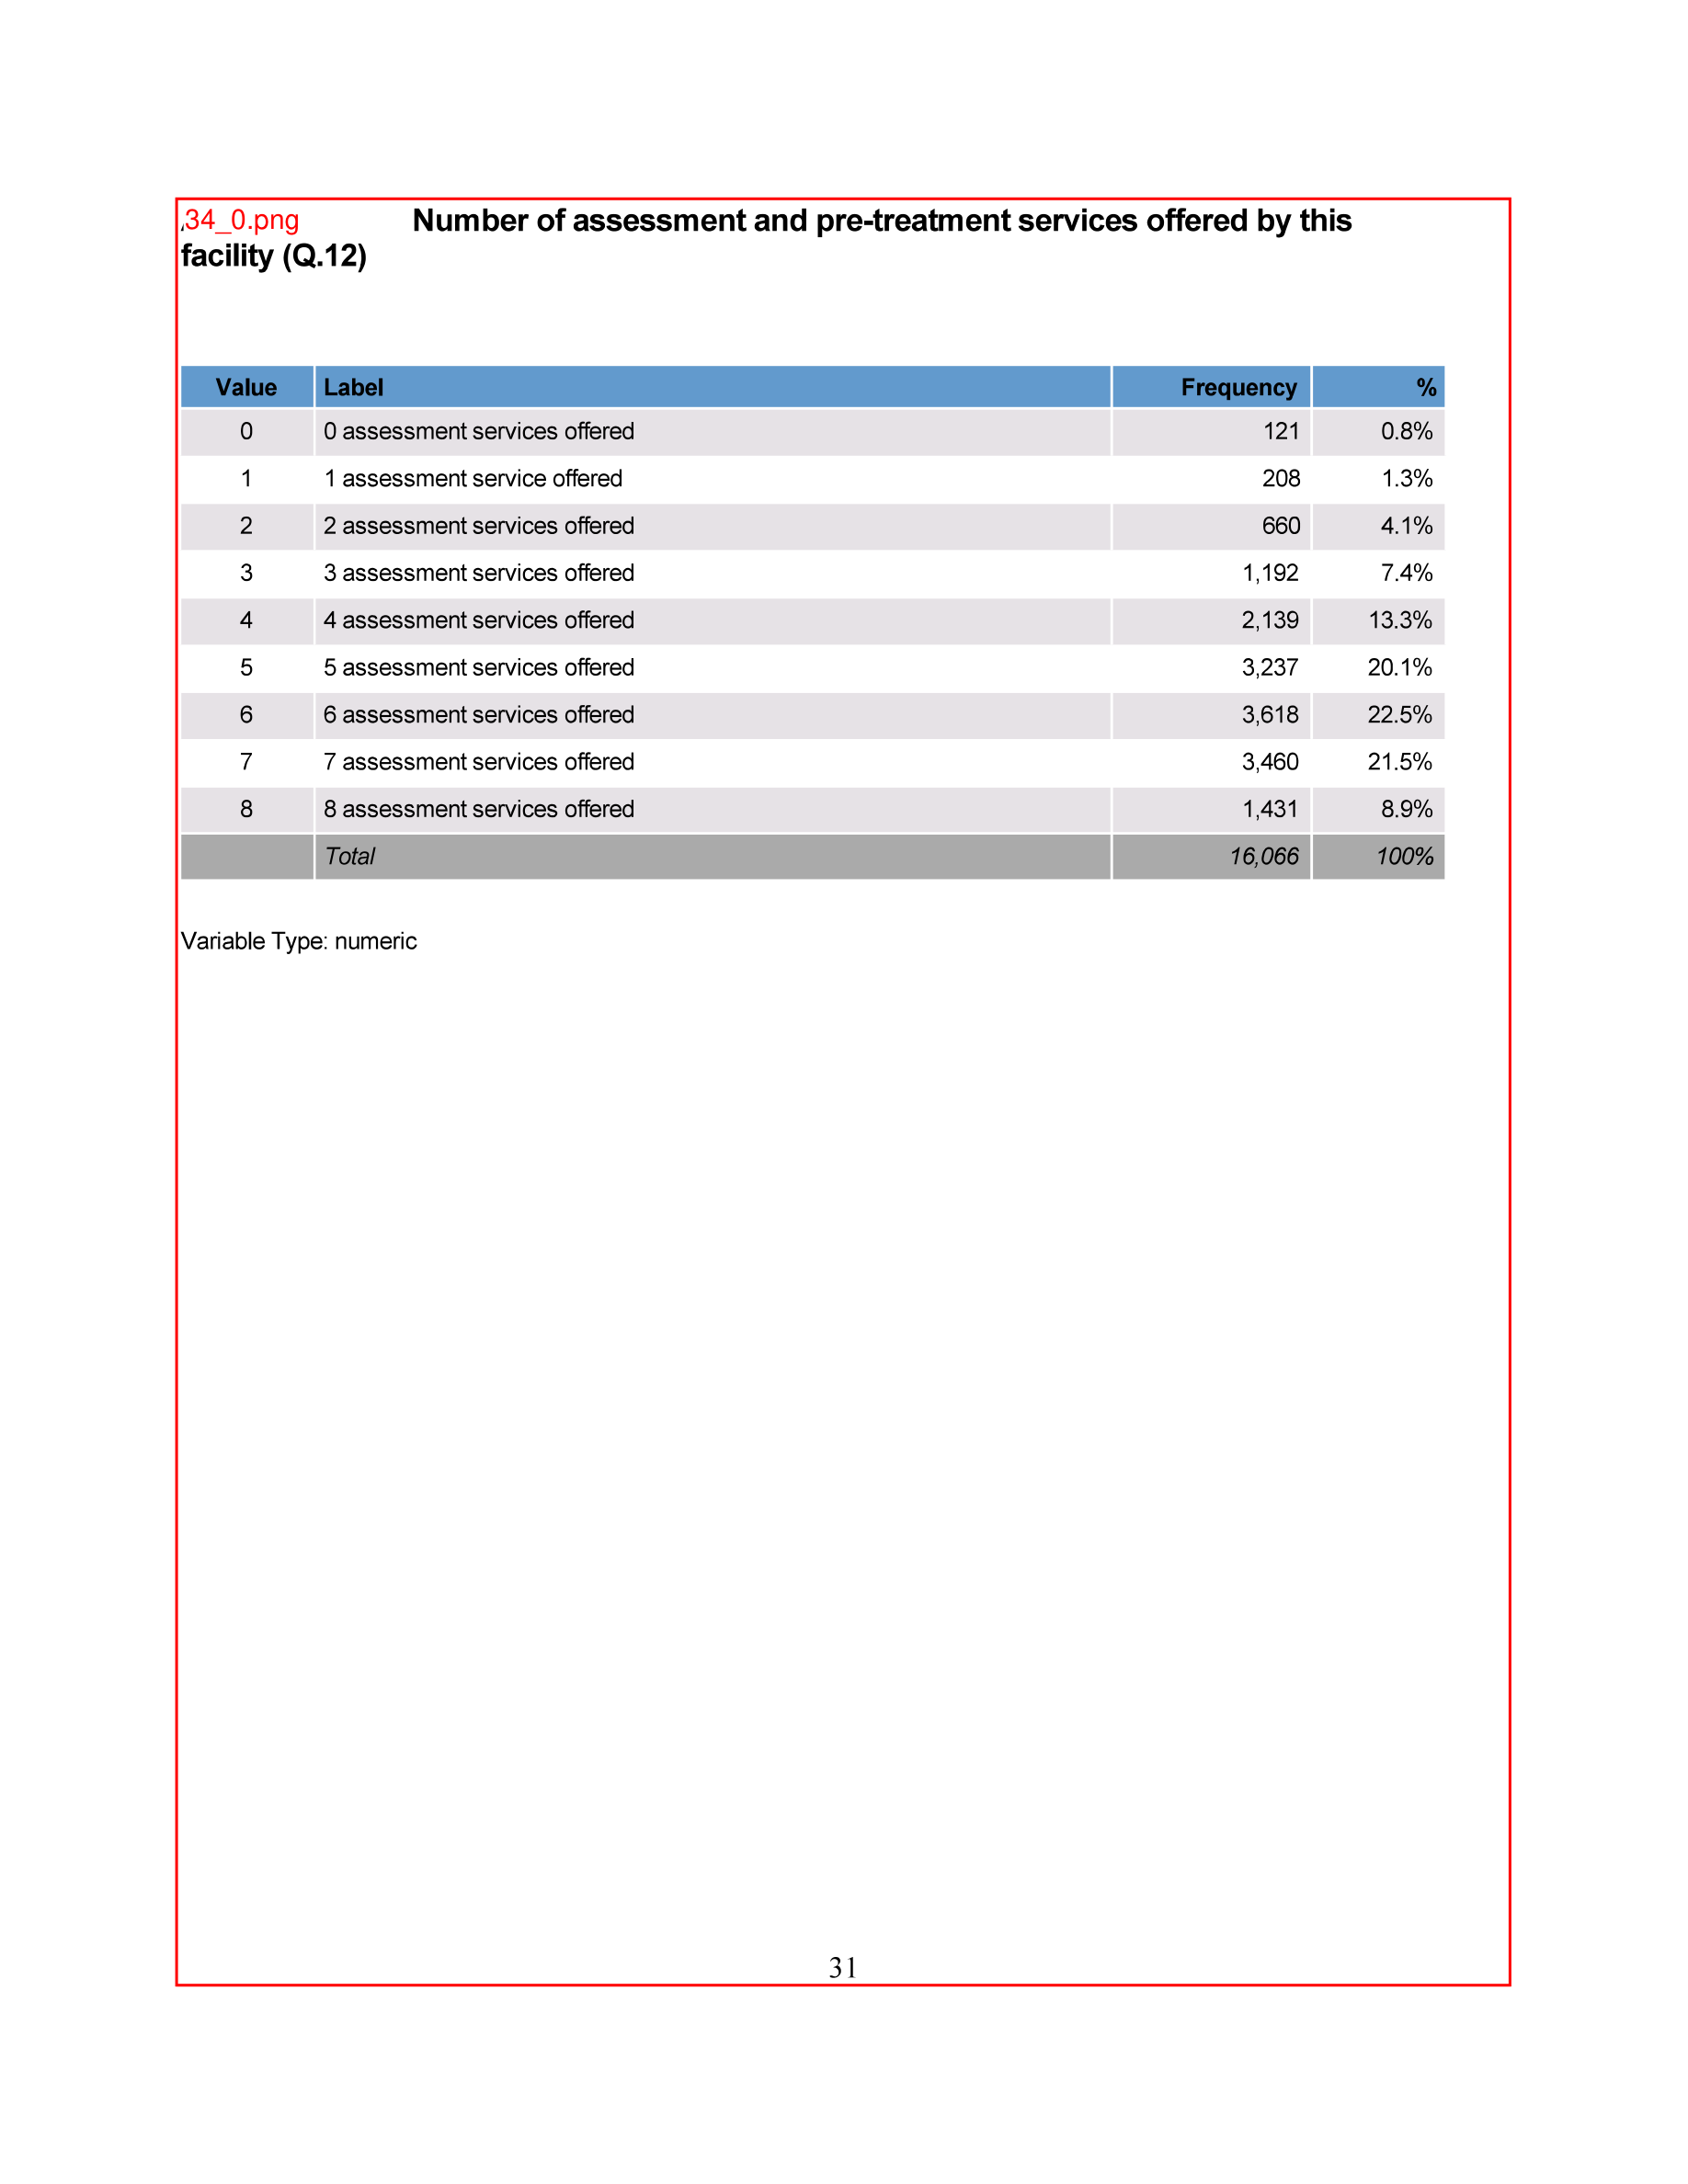 34_0.png Number of assessment and pre-treatment services offered by this
facility (Q.12)
Value Label Frequency %
0 0 assessment services offered 121 0.8%
1 1 assessment service offered 208 1.3%
2 2 assessment services offered 660 4.1%
3 3 assessment services offered 1,192 7.4%
4 4 assessment services offered 2,139 13.3%
5 5 assessment services offered 3,237 20.1%
6 6 assessment services offered 3,618 22.5%
7 7 assessment services offered 3,460 21.5%
8 8 assessment services offered 1,431 8.9%
Total 16,066 100%
Variable Type: numeric
31